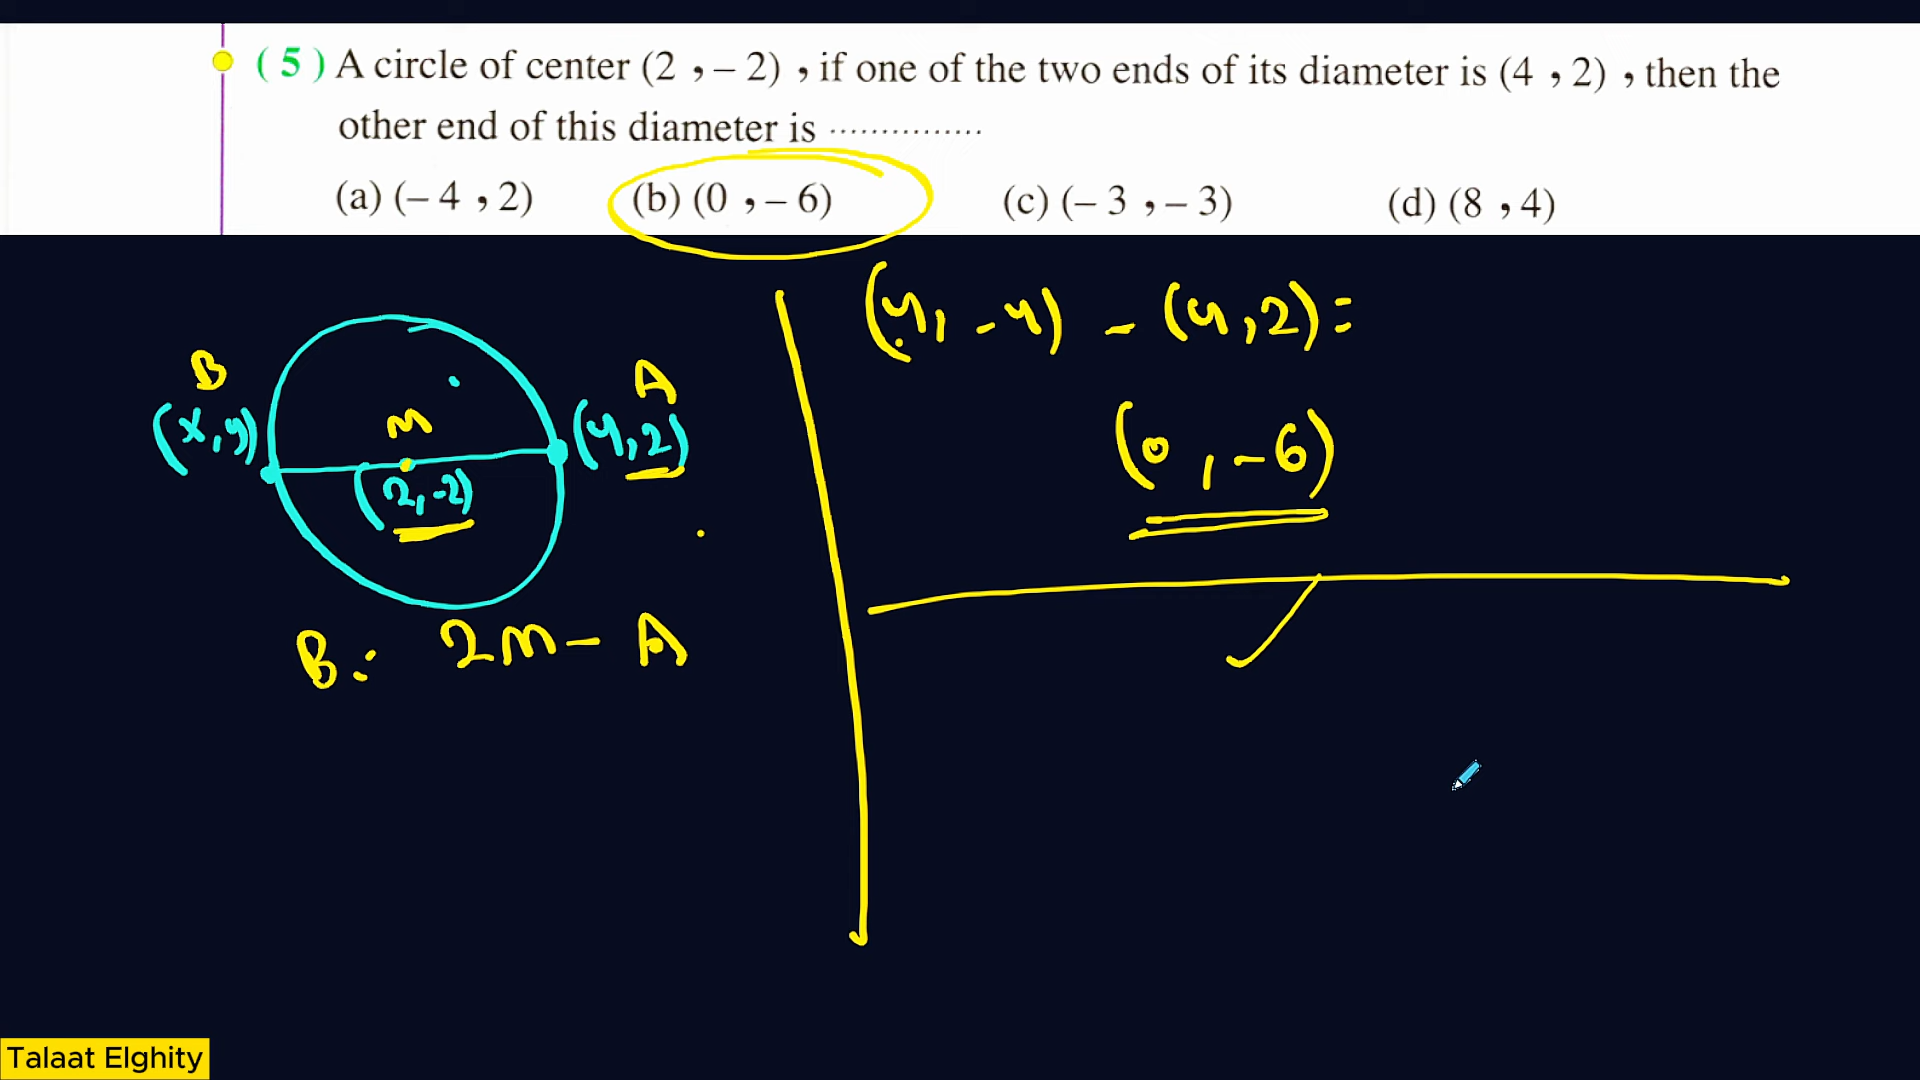 ( 5 ) A circle of center (2 , – 2) , if one of the two ends of its diameter is (4 , 2) , then the
other end of this diameter is ...............
(a) (– 4 , 2) (b) (0 , – 6) (c) (– 3 , – 3) (d) (8 , 4)
(4, -4) - (4,2) =
(0, -6)
B
A
M
(x,y)
(4,2)
(2,-2)
B = 2M - A
Talaat Elghity